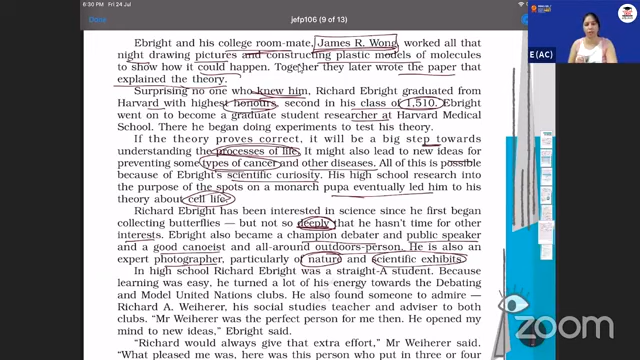 6:30 PM Fri 24 Jul
Done
jefp106 (9 of 13)
Ebright and his college room-mate, James R. Wong, worked all that
night drawing pictures and constructing plastic models of molecules
to show how it could happen. Together they later wrote the paper that
explained the theory.
Surprising no one who knew him, Richard Ebright graduated from
Harvard with highest honours, second in his class of 1,510. Ebright
went on to become a graduate student researcher at Harvard Medical
School. There he began doing experiments to test his theory.
If the theory proves correct, it will be a big step towards
understanding the processes of life. It might also lead to new ideas for
preventing some types of cancer and other diseases. All of this is possible
because of Ebright's scientific curiosity. His high school research into
the purpose of the spots on a monarch pupa eventually led him to his
theory about cell life.
Richard Ebright has been interested in science since he first began
collecting butterflies — but not so deeply that he hasn't time for other
interests. Ebright also became a champion debater and public speaker
and a good canoeist and all-around outdoors-person. He is also an
expert photographer, particularly of nature and scientific exhibits.
In high school Richard Ebright was a straight-A student. Because
learning was easy, he turned a lot of his energy towards the Debating
and Model United Nations clubs. He also found someone to admire —
Richard A. Weiherer, his social studies teacher and adviser to both
clubs. "Mr Weiherer was the perfect person for me then. He opened my
mind to new ideas," Ebright said.
"Richard would always give that extra effort," Mr Weiherer said.
"What pleased me was, here was this person who put in three or four
E (AC)
zoom